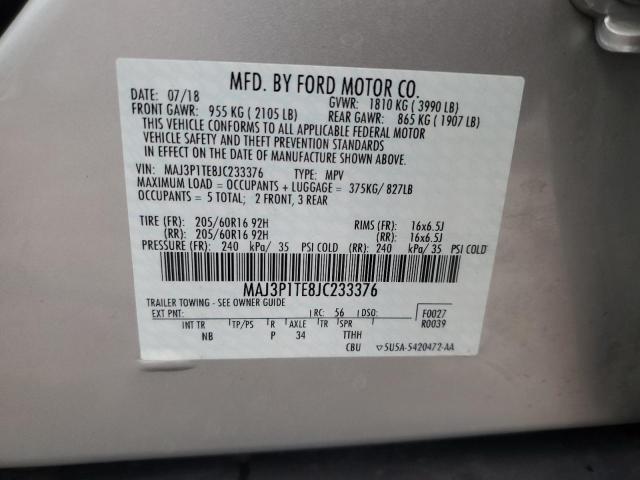 MFD. BY FORD MOTOR CO.
DATE: 07/18 GVWR: 1810 KG ( 3990 LB)
FRONT GAWR: 955 KG ( 2105 LB) REAR GAWR: 865 KG ( 1907 LB)
THIS VEHICLE CONFORMS TO ALL APPLICABLE FEDERAL MOTOR
VEHICLE SAFETY AND THEFT PREVENTION STANDARDS
IN EFFECT ON THE DATE OF MANUFACTURE SHOWN ABOVE.
VIN: MAJ3P1TE8JC233376 TYPE: MPV
MAXIMUM LOAD = OCCUPANTS + LUGGAGE = 375KG/ 827LB
OCCUPANTS = 5 TOTAL; 2 FRONT, 3 REAR
TIRE (FR): 205/60R16 92H RIMS (FR): 16x6.5J
(RR): 205/60R16 92H (RR): 16x6.5J
PRESSURE (FR): 240 kPa/ 35 PSI COLD (RR): 240 kPa/ 35 PSI COLD
MAJ3P1TE8JC233376
TRAILER TOWING - SEE OWNER GUIDE
EXT PNT: RC: 56 DSO: F0027
R0039
INT TR TP/PS R AXLE TR SPR
NB P 34 TTHH
CBU ▽5U5A-5420472-AA